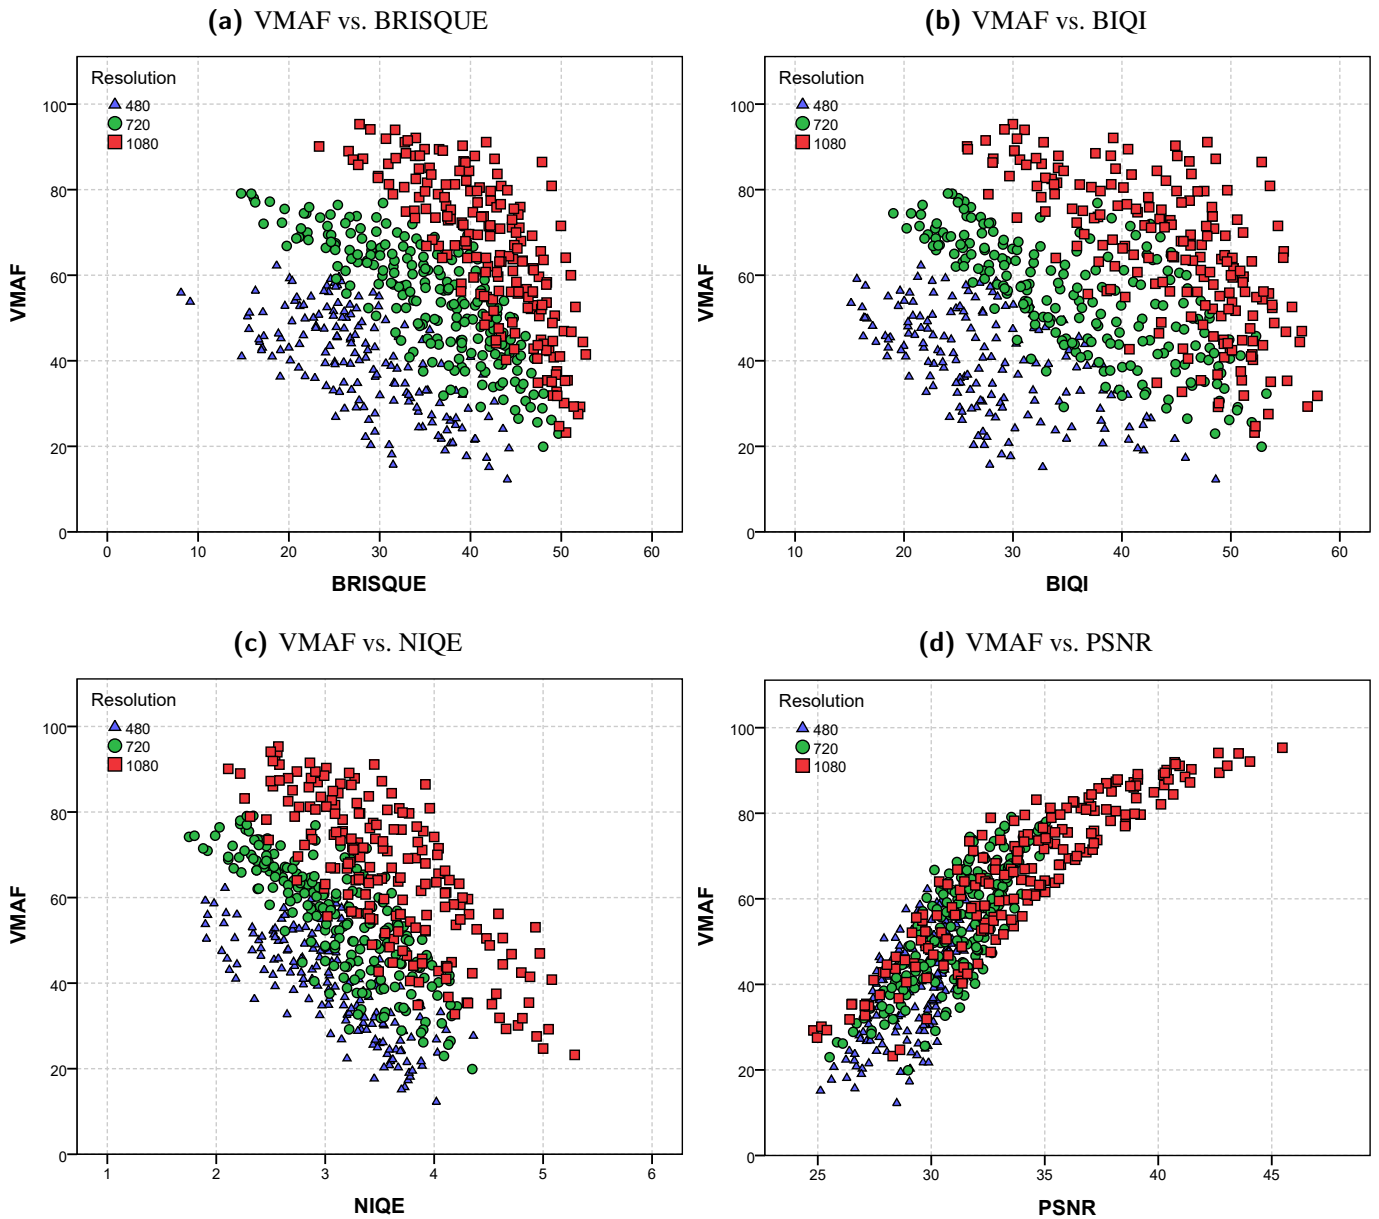 (a) VMAF vs. BRISQUE
Resolution
480
720
1080
100
80
60
40
20
0
VMAF
0 10 20 30 40 50 60
BRISQUE
(b) VMAF vs. BIQI
Resolution
480
720
1080
100
80
60
40
20
0
VMAF
10 20 30 40 50 60
BIQI
(c) VMAF vs. NIQE
Resolution
480
720
1080
100
80
60
40
20
0
VMAF
1 2 3 4 5 6
NIQE
(d) VMAF vs. PSNR
Resolution
480
720
1080
100
80
60
40
20
0
VMAF
25 30 35 40 45
PSNR